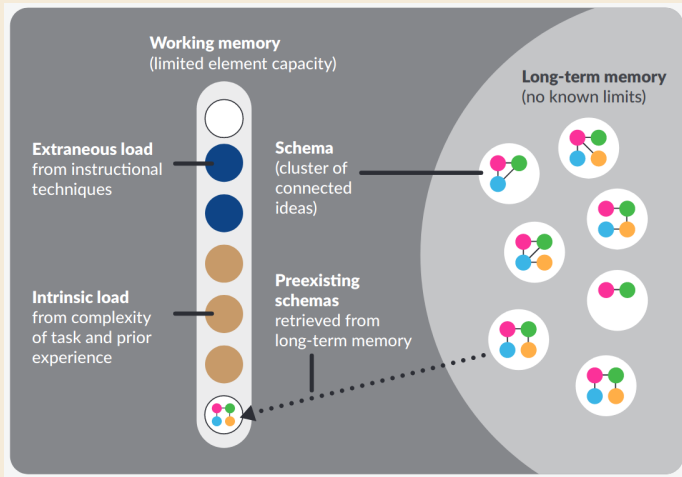 Working memory
(limited element capacity)
Long-term memory
(no known limits)
Extraneous load
from instructional
techniques
Schema
(cluster of
connected
ideas)
Intrinsic load
from complexity
of task and prior
experience
Preexisting
schemas
retrieved from
long-term memory